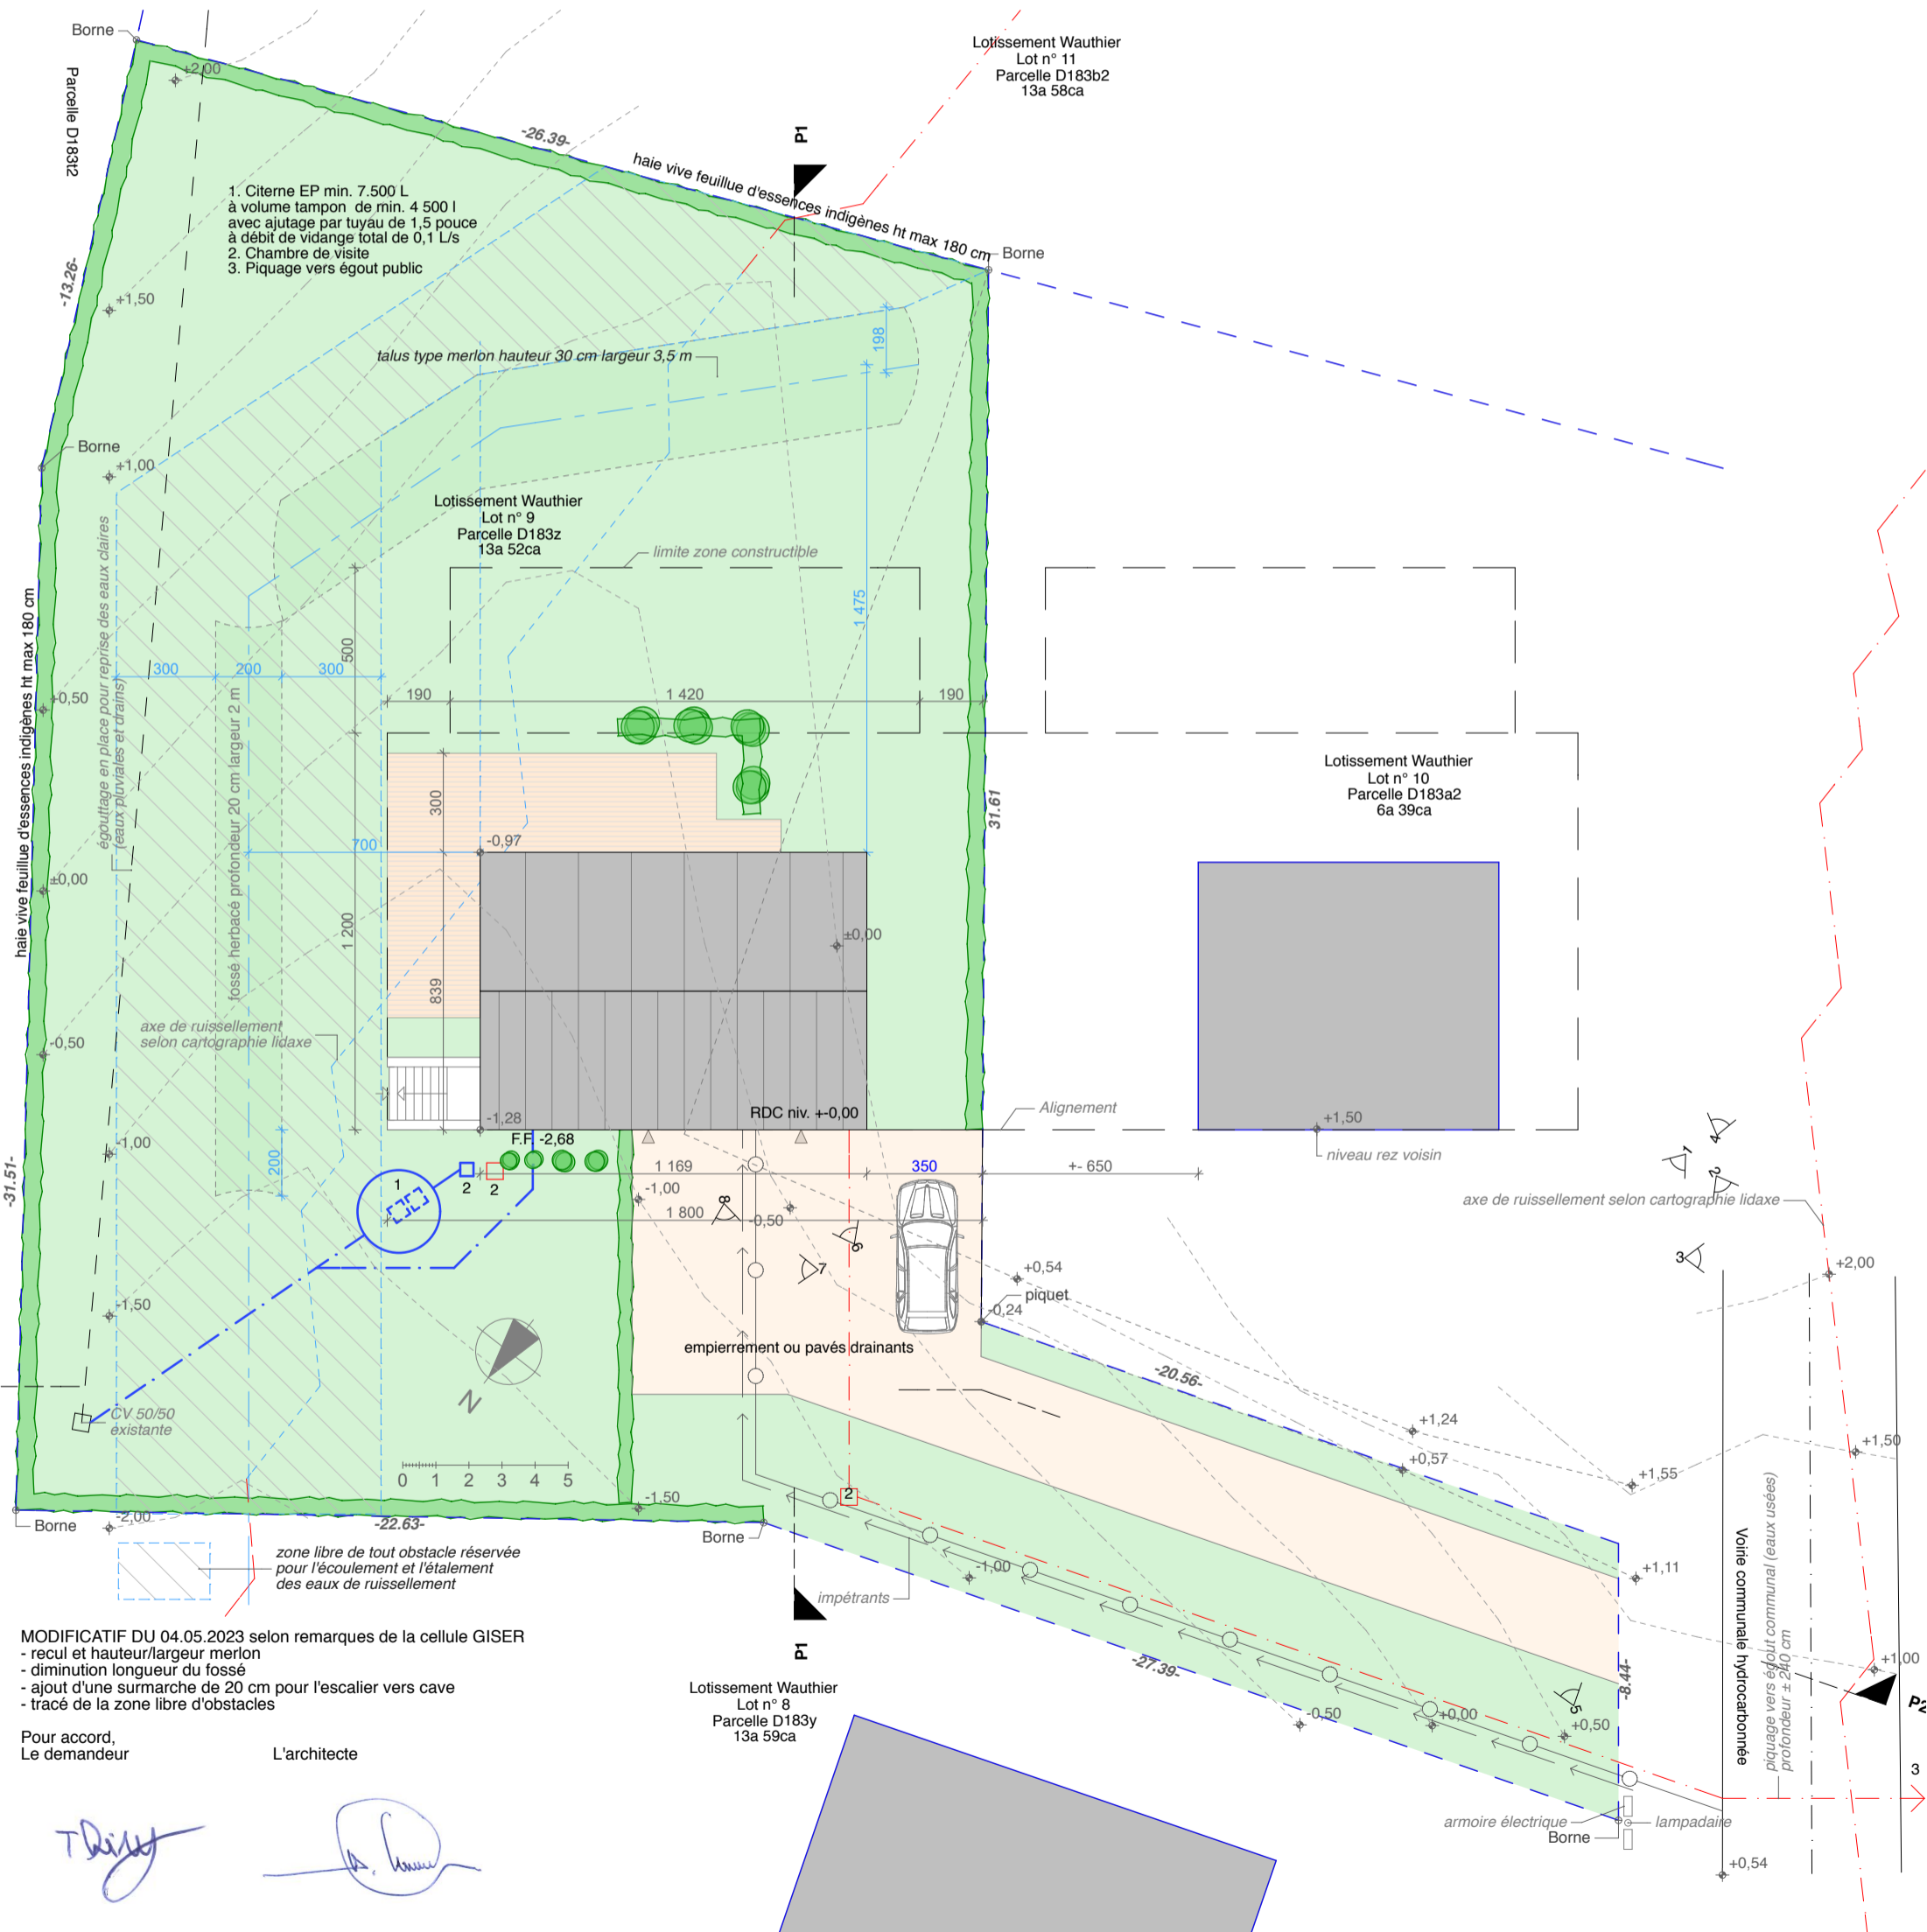 Borne
+2,00
Parcelle D183t2
-26.39-
P1
Lotissement Wauthier
Lot n° 11
Parcelle D183b2
13a 58ca
haie vive feuillue d'essences indigènes ht max 180 cm
Borne
1. Citerne EP min. 7.500 L
à volume tampon de min. 4 500 l
avec ajutage par tuyau de 1,5 pouce
à débit de vidange total de 0,1 L/s
2. Chambre de visite
3. Piquage vers égout public
-13.26-
+1,50
talus type merlon hauteur 30 cm largeur 3,5 m
198
Borne
+1,00
Lotissement Wauthier
Lot n° 9
Parcelle D183z
13a 52ca
limite zone constructible
haie vive feuillue d'essences indigènes ht max 180 cm
égouttage en place pour reprise des eaux claires
(eaux pluviales et drains)
fossé herbacé profondeur 20 cm largeur 2 m
300
200
300
500
1 475
190
1 420
190
+0,50
31.61
Lotissement Wauthier
Lot n° 10
Parcelle D183a2
6a 39ca
300
700
-0,97
±0,00
1 200
±0,00
839
axe de ruissellement
selon cartographie lidaxe
-0,50
-1,28
RDC niv. +-0,00
Alignement
+1,50
niveau rez voisin
F.F. -2,68
-1,00
200
-31.51-
1
2
2
1 169
350
+- 650
-1,00
1 800
8
-0,50
6
7
4
1
2
3
axe de ruissellement selon cartographie lidaxe
+0,54
piquet
-0,24
+2,00
-1,50
empierrement ou pavés drainants
-20.56-
N
CV 50/50
existante
0 1 2 3 4 5
+1,24
+0,57
+1,50
+1,55
2
-1,50
-2,00
Borne
-22.63-
Borne
zone libre de tout obstacle réservée
pour l'écoulement et l'étalement
des eaux de ruissellement
-1,00
impétrants
+1,11
Voirie communale hydrocarbonnée
piquage vers égout communal (eaux usées)
profondeur ± 240 cm
MODIFICATIF DU 04.05.2023 selon remarques de la cellule GISER
- recul et hauteur/largeur merlon
- diminution longueur du fossé
- ajout d'une surmarche de 20 cm pour l'escalier vers cave
- tracé de la zone libre d'obstacles
P1
-27.39-
-8.44-
+1,00
P2
Lotissement Wauthier
Lot n° 8
Parcelle D183y
13a 59ca
5
-0,50
+0,00
+0,50
3
Pour accord,
Le demandeur
L'architecte
armoire électrique
lampadaire
Borne
+0,54